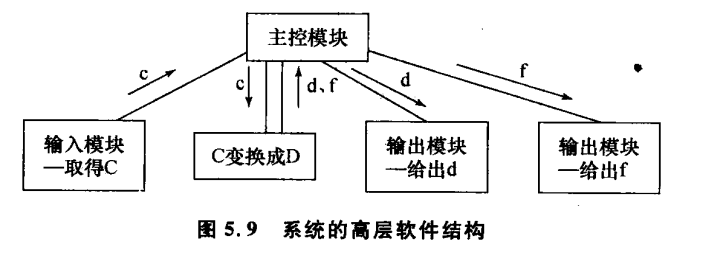 主控模块
c
c
d、f
d
f
输入模块
—取得C
C变换成D
输出模块
—给出d
输出模块
—给出f
图 5.9 系统的高层软件结构